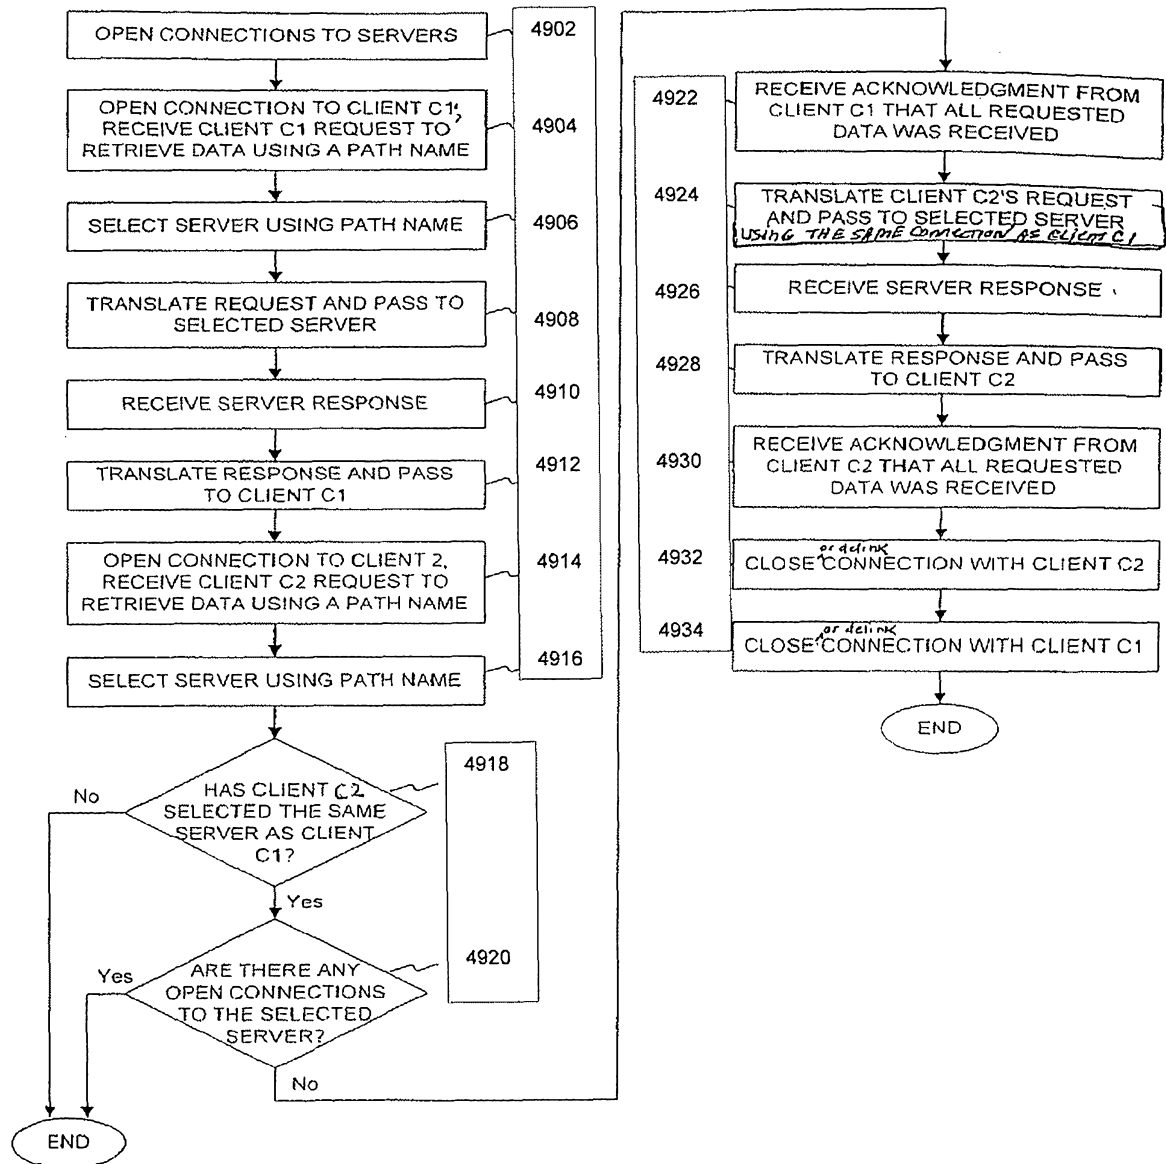 OPEN CONNECTIONS TO SERVERS
4902
OPEN CONNECTION TO CLIENT C1;
RECEIVE CLIENT C1 REQUEST TO
RETRIEVE DATA USING A PATH NAME
4904
SELECT SERVER USING PATH NAME
4906
TRANSLATE REQUEST AND PASS TO
SELECTED SERVER
4908
RECEIVE SERVER RESPONSE
4910
TRANSLATE RESPONSE AND PASS
TO CLIENT C1
4912
OPEN CONNECTION TO CLIENT 2,
RECEIVE CLIENT C2 REQUEST TO
RETRIEVE DATA USING A PATH NAME
4914
SELECT SERVER USING PATH NAME
4916
HAS CLIENT C2
SELECTED THE SAME
SERVER AS CLIENT
C1?
4918
No
Yes
ARE THERE ANY
OPEN CONNECTIONS
TO THE SELECTED
SERVER?
4920
Yes
No
END
4922
RECEIVE ACKNOWLEDGMENT FROM
CLIENT C1 THAT ALL REQUESTED
DATA WAS RECEIVED
4924
TRANSLATE CLIENT C2'S REQUEST
AND PASS TO SELECTED SERVER
USING THE SAME CONNECTION AS CLIENT C1
4926
RECEIVE SERVER RESPONSE
4928
TRANSLATE RESPONSE AND PASS
TO CLIENT C2
4930
RECEIVE ACKNOWLEDGMENT FROM
CLIENT C2 THAT ALL REQUESTED
DATA WAS RECEIVED
4932
or delink
CLOSE CONNECTION WITH CLIENT C2
4934
or delink
CLOSE CONNECTION WITH CLIENT C1
END